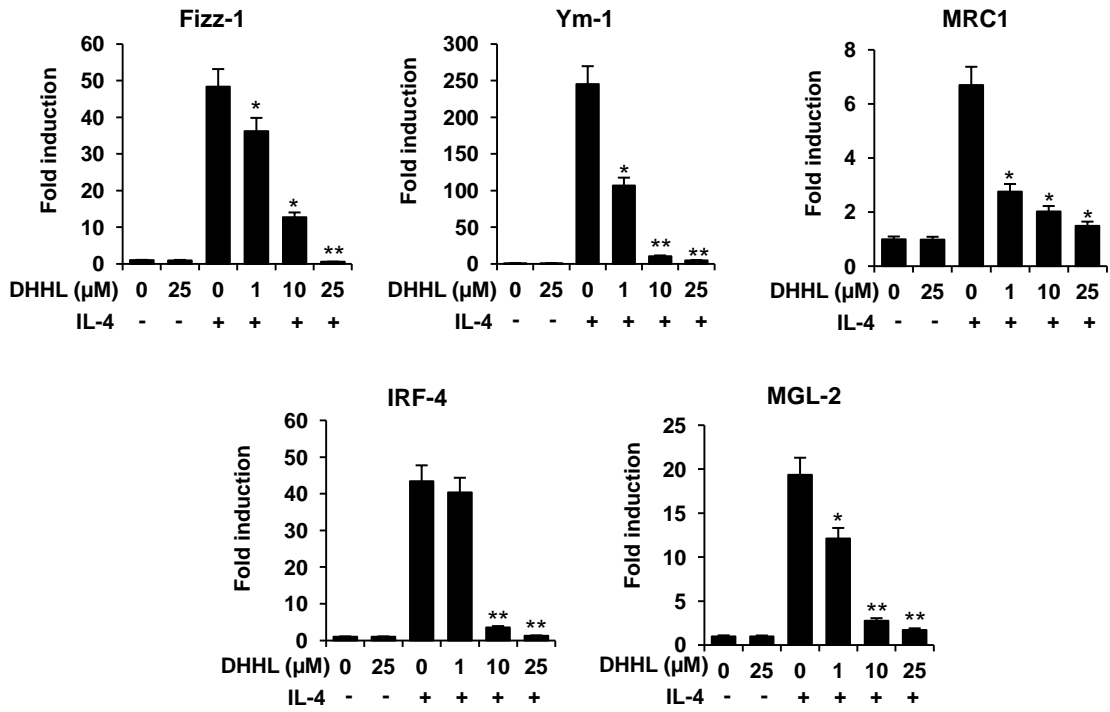 Fizz-1
Fold induction
60
50
40
30
20
10
0
*
*
**
DHHL (µM) 0 25 0 1 10 25
IL-4 - - + + + +
Ym-1
Fold induction
300
250
200
150
100
50
0
*
**
**
DHHL (µM) 0 25 0 1 10 25
IL-4 - - + + + +
MRC1
Fold induction
8
6
4
2
0
*
*
*
DHHL (µM) 0 25 0 1 10 25
IL-4 - - + + + +
IRF-4
Fold induction
60
50
40
30
20
10
0
**
**
DHHL (µM) 0 25 0 1 10 25
IL-4 - - + + + +
MGL-2
Fold induction
25
20
15
10
5
0
*
**
**
DHHL (µM) 0 25 0 1 10 25
IL-4 - - + + + +